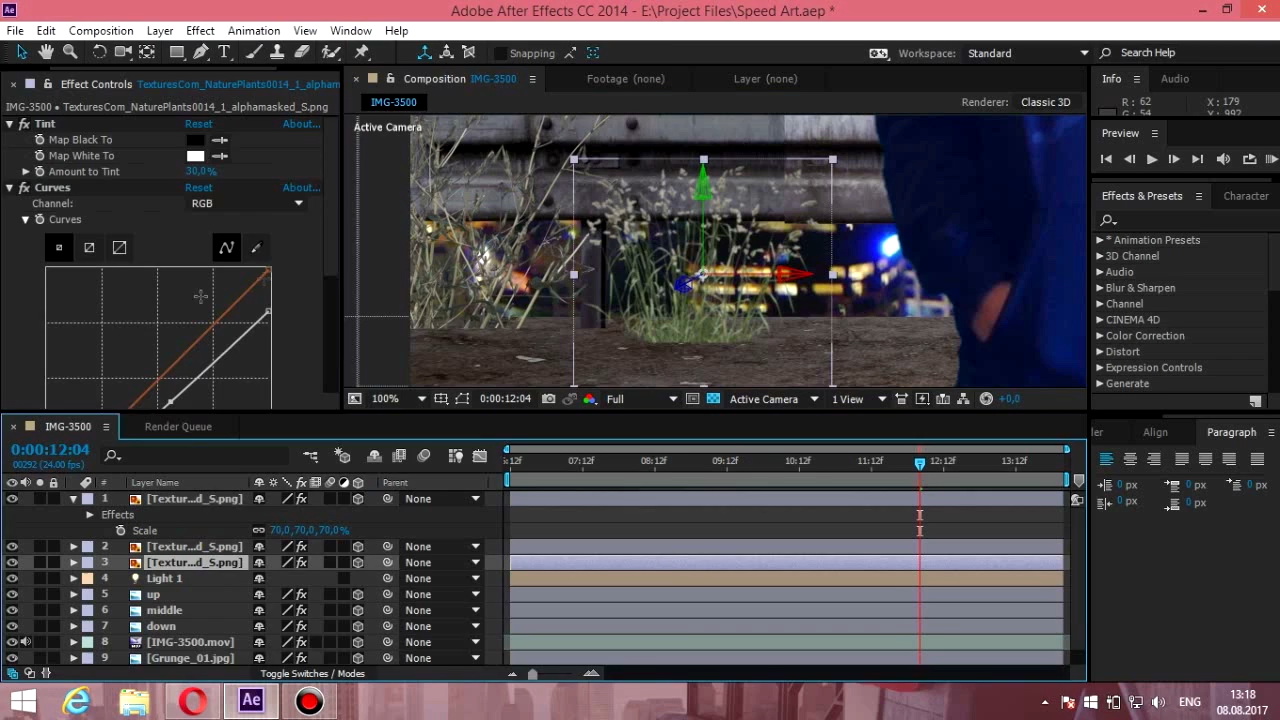 Ae Adobe After Effects CC 2014 - E:\Project Files\Speed Art.aep *
File Edit Composition Layer Effect Animation View Window Help
Snapping Workspace: Standard Search Help
Effect Controls TexturesCom_NaturePlants0014_1_alpham Composition IMG-3500 Footage (none) Layer (none) Info Audio
IMG-3500 • TexturesCom_NaturePlants0014_1_alphamasked_S.png IMG-3500 Renderer: Classic 3D R : 62 X : 179
G : 54 Y : 992
Tint Reset About... Active Camera
Map Black To Preview
Map White To
Amount to Tint 30,0%
Curves Reset About... Effects & Presets Character
Channel: RGB
Curves
* Animation Presets
3D Channel
Audio
Blur & Sharpen
Channel
CINEMA 4D
Color Correction
Distort
Expression Controls
Generate
100% 0:00:12:04 Full Active Camera 1 View +0,0
IMG-3500 Render Queue ler Align Paragraph
0:00:12:04
00292 (24.00 fps) :12f 07:12f 08:12f 09:12f 10:12f 11:12f 12:12f 13:12f
# Layer Name Parent 0 px 0 px 0 px
1 [Textur...d_S.png] None 0 px 0 px
Effects
Scale 70,0,70,0,70,0%
2 [Textur...d_S.png] None
3 [Textur...d_S.png] None
4 Light 1 None
5 up None
6 middle None
7 down None
8 [IMG-3500.mov] None
9 [Grunge_01.jpg] None
Toggle Switches / Modes
Ae ENG 13:18
08.08.2017